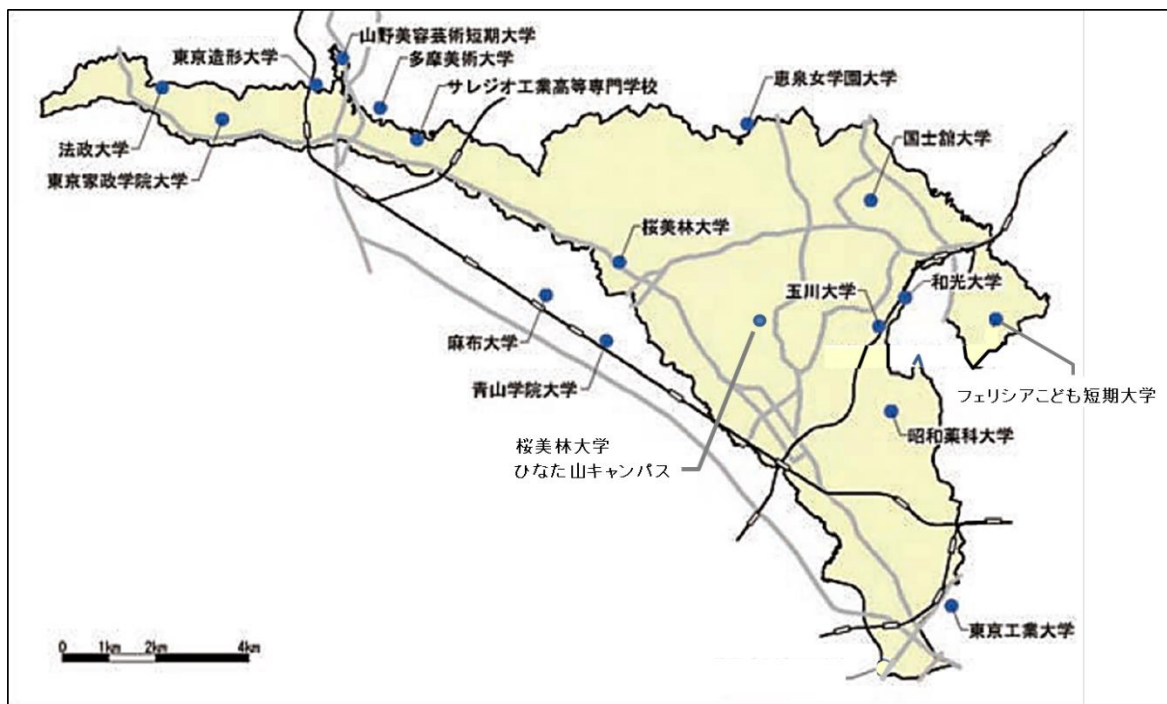 山野美容芸術短期大学
東京造形大学
多摩美術大学
サレジオ工業高等専門学校
恵泉女学園大学
国士舘大学
法政大学
東京家政学院大学
桜美林大学
和光大学
玉川大学
麻布大学
青山学院大学
フェリシアこども短期大学
昭和薬科大学
桜美林大学
ひなた山キャンパス
東京工業大学
0 1km 2km 4km